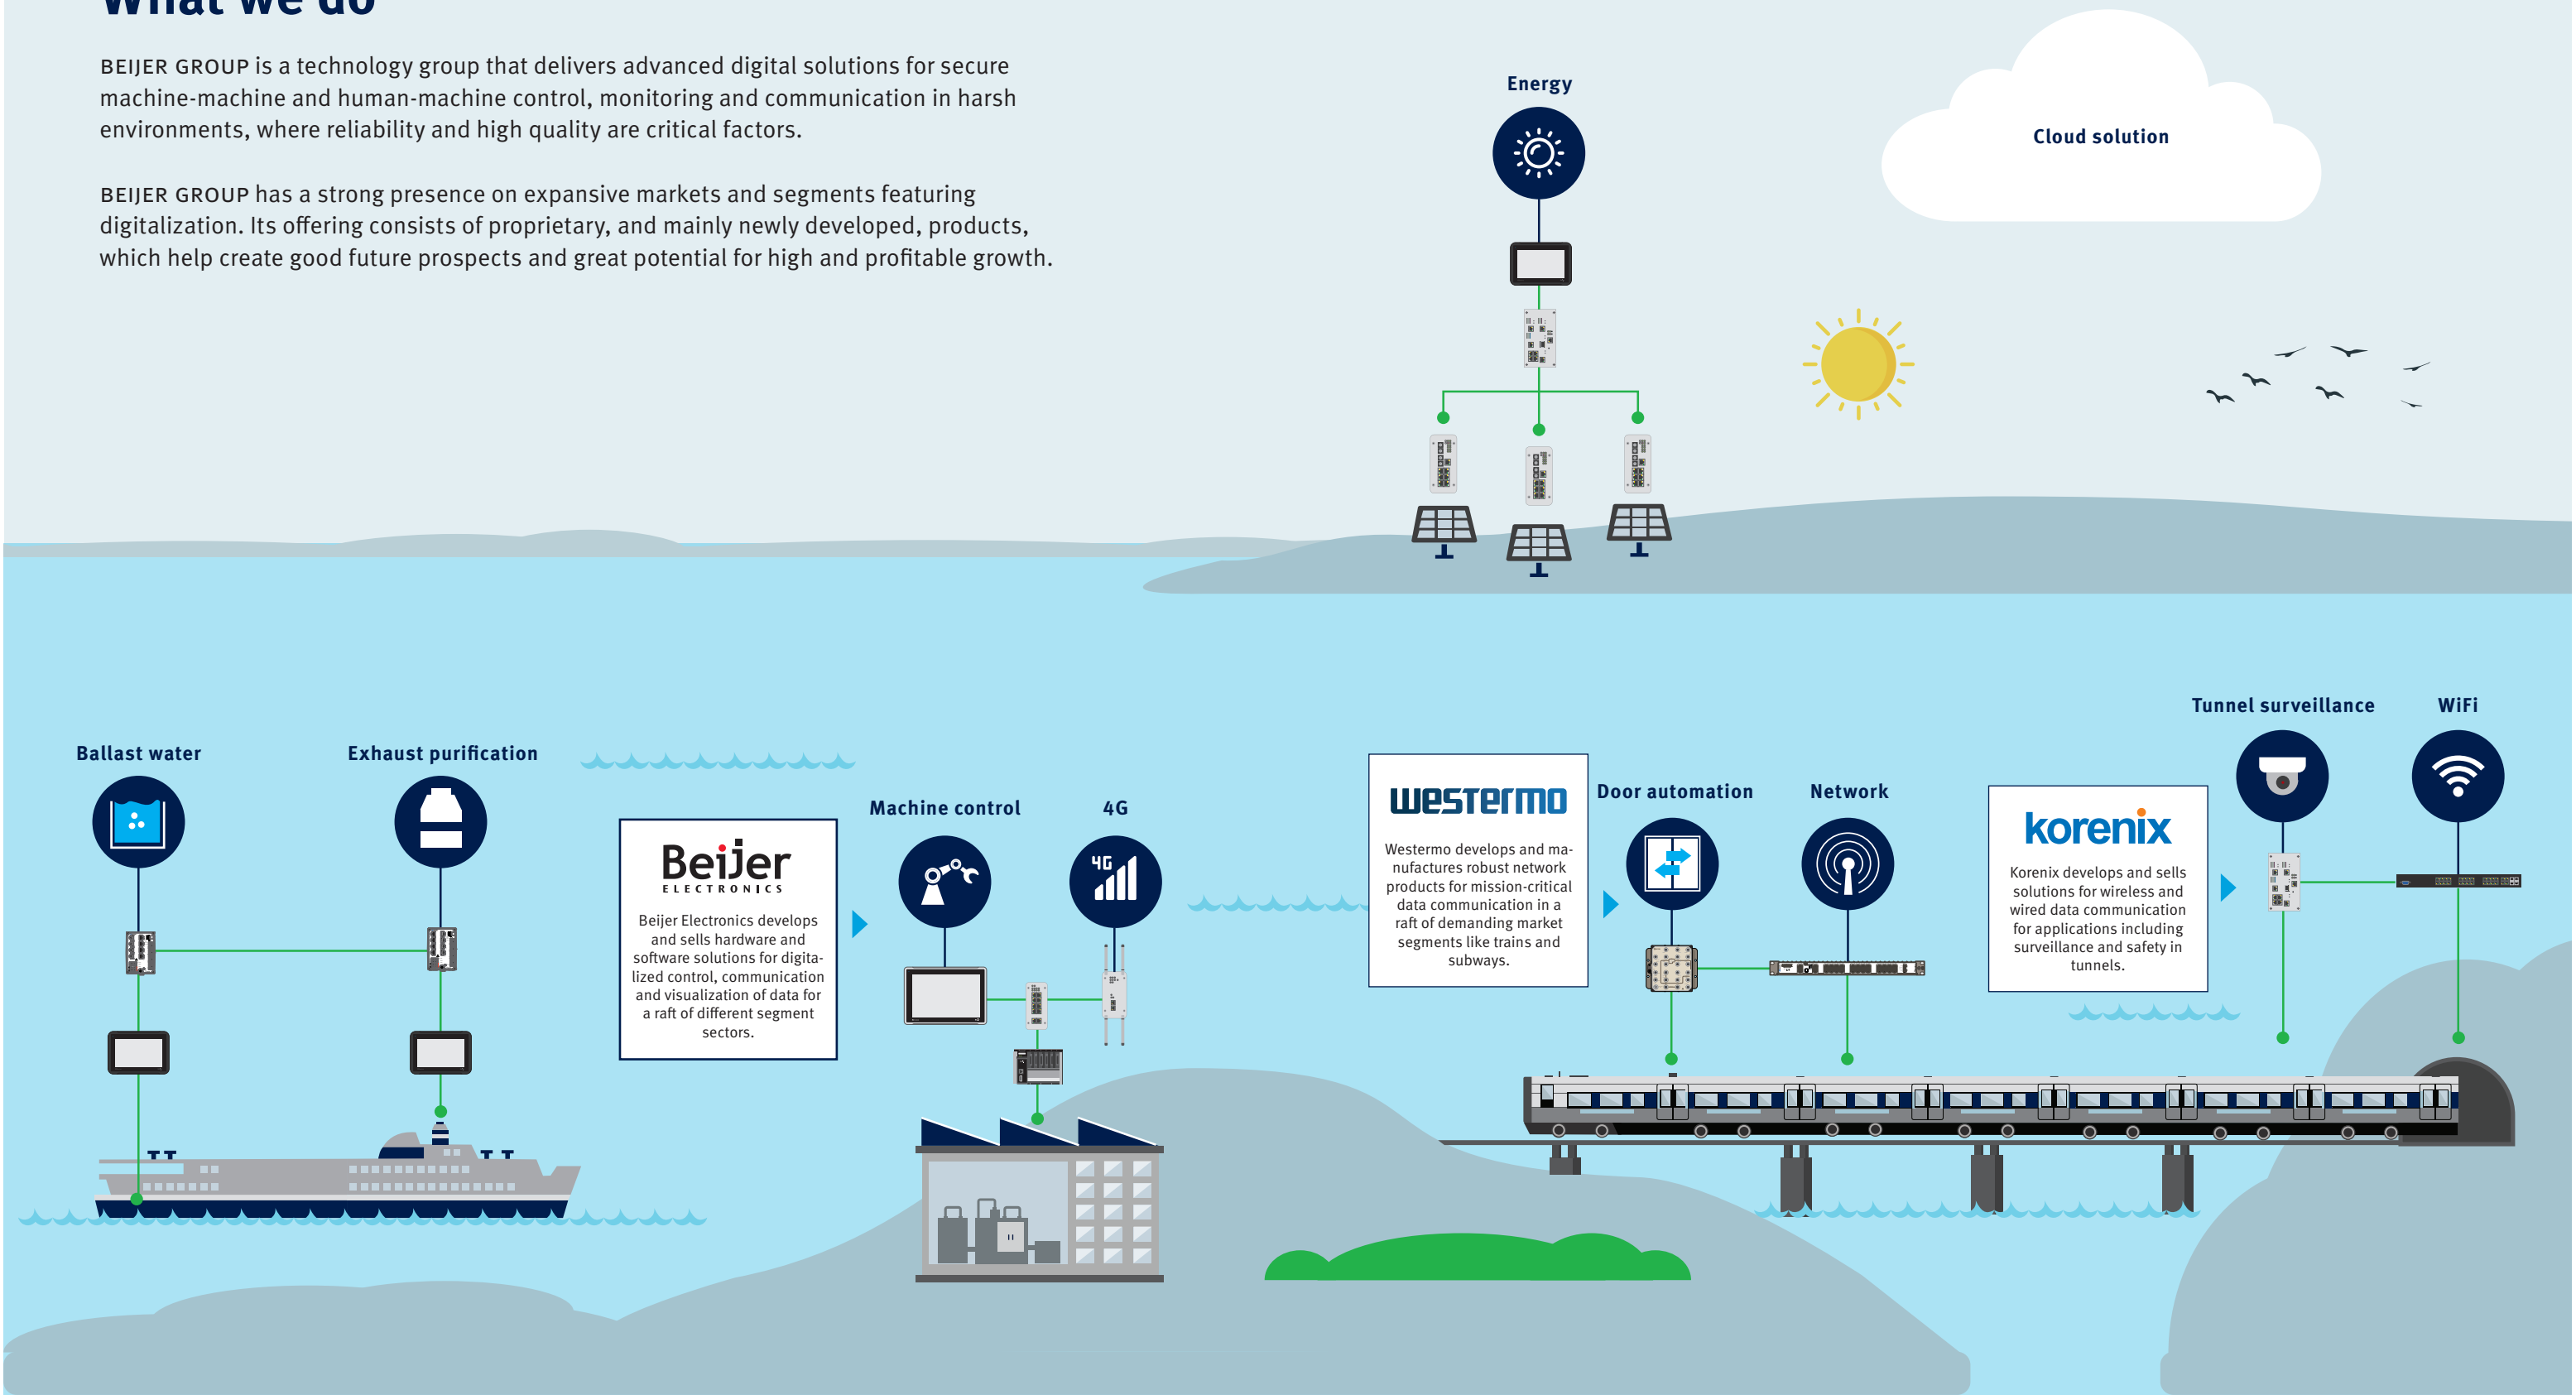 What we do
BEIJER GROUP is a technology group that delivers advanced digital solutions for secure
machine-machine and human-machine control, monitoring and communication in harsh
environments, where reliability and high quality are critical factors.
BEIJER GROUP has a strong presence on expansive markets and segments featuring
digitalization. Its offering consists of proprietary, and mainly newly developed, products,
which help create good future prospects and great potential for high and profitable growth.
Energy
Cloud solution
Ballast water
Exhaust purification
Beijer
ELECTRONICS
Beijer Electronics develops
and sells hardware and
software solutions for digita-
lized control, communication
and visualization of data for
a raft of different segment
sectors.
Machine control
4G
4G
westermo
Westermo develops and ma-
nufactures robust network
products for mission-critical
data communication in a
raft of demanding market
segments like trains and
subways.
Door automation
Network
korenix
Korenix develops and sells
solutions for wireless and
wired data communication
for applications including
surveillance and safety in
tunnels.
Tunnel surveillance
WiFi